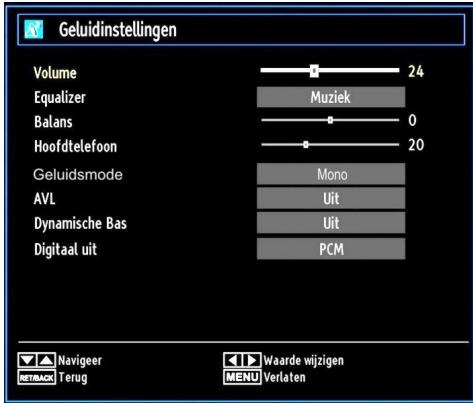 Geluidinstellingen
Volume 24
Equalizer Muziek
Balans 0
Hoofdtelefoon 20
Geluidsmode Mono
AVL Uit
Dynamische Bas Uit
Digitaal uit PCM
Navigeer Waarde wijzigen
RET/BACK Terug MENU Verlaten